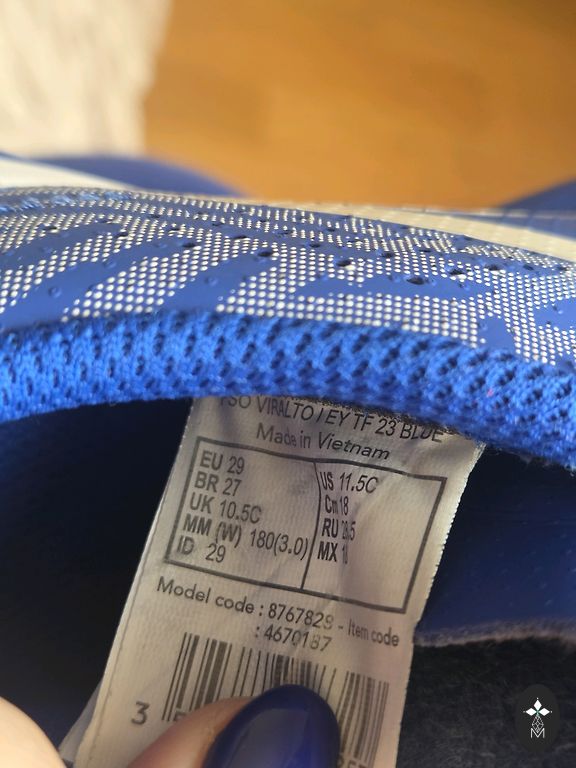 VIRALTO I EY TF 23 BLUE
Made in Vietnam
EU 29
BR 27
UK 10.5C
MM (W) 180(3.0)
ID 29
US 11.5C
Cm 18
RU
MX
Model code : 8767828 - Item code
: 4670187
3